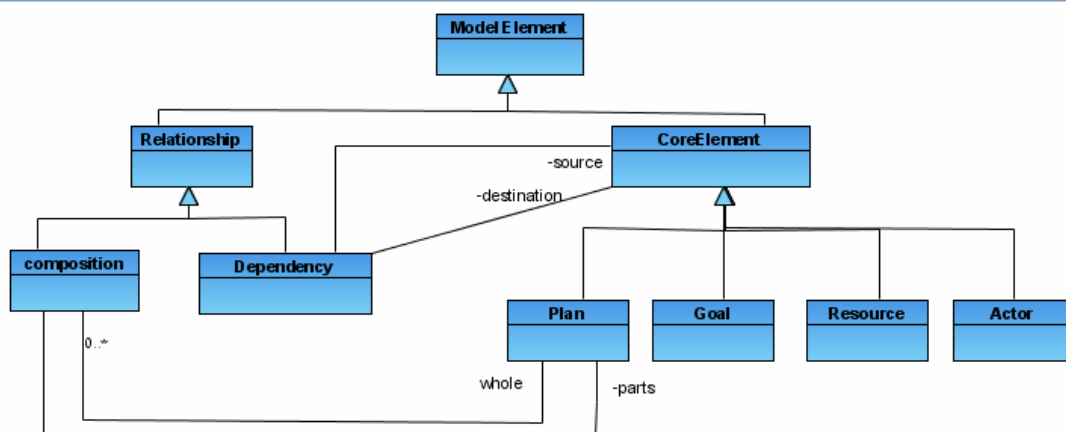 ModelElement
Relationship
CoreElement
-source
-destination
composition
Dependency
Plan
Goal
Resource
Actor
0..*
whole
-parts